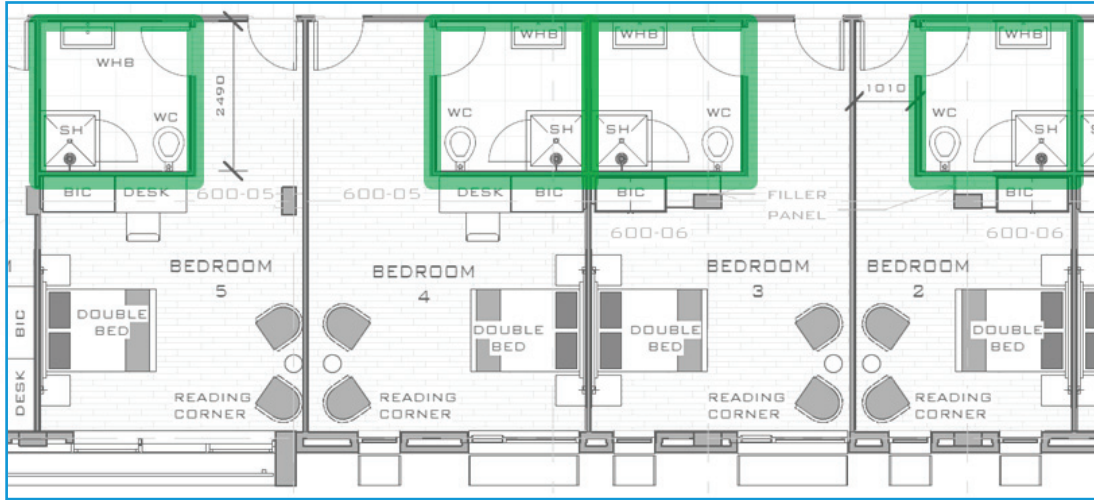 WHB
WHB
WHB
WHB
2490
1010
WC
WC
WC
WC
SH
SH
SH
SH
BIC
DESK
600-05
600-05
DESK
BIC
BIC
FILLER
PANEL
BIC
600-06
600-06
BEDROOM
5
BEDROOM
4
BEDROOM
3
BEDROOM
2
BIC
DESK
DOUBLE
BED
DOUBLE
BED
DOUBLE
BED
DOUBLE
BED
READING
CORNER
READING
CORNER
READING
CORNER
READING
CORNER